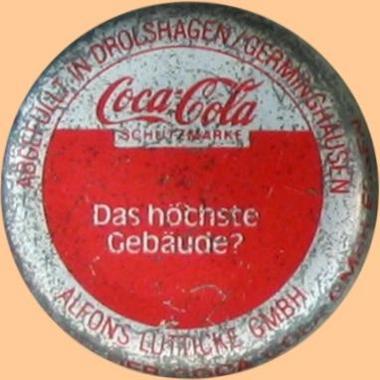 ABGEFÜLLT IN DROLSHAGEN/GERMINGHAUSEN
Coca-Cola
SCHUTZMARKE
Das höchste
Gebäude?
ALFONS LÜTTICKE GMBH